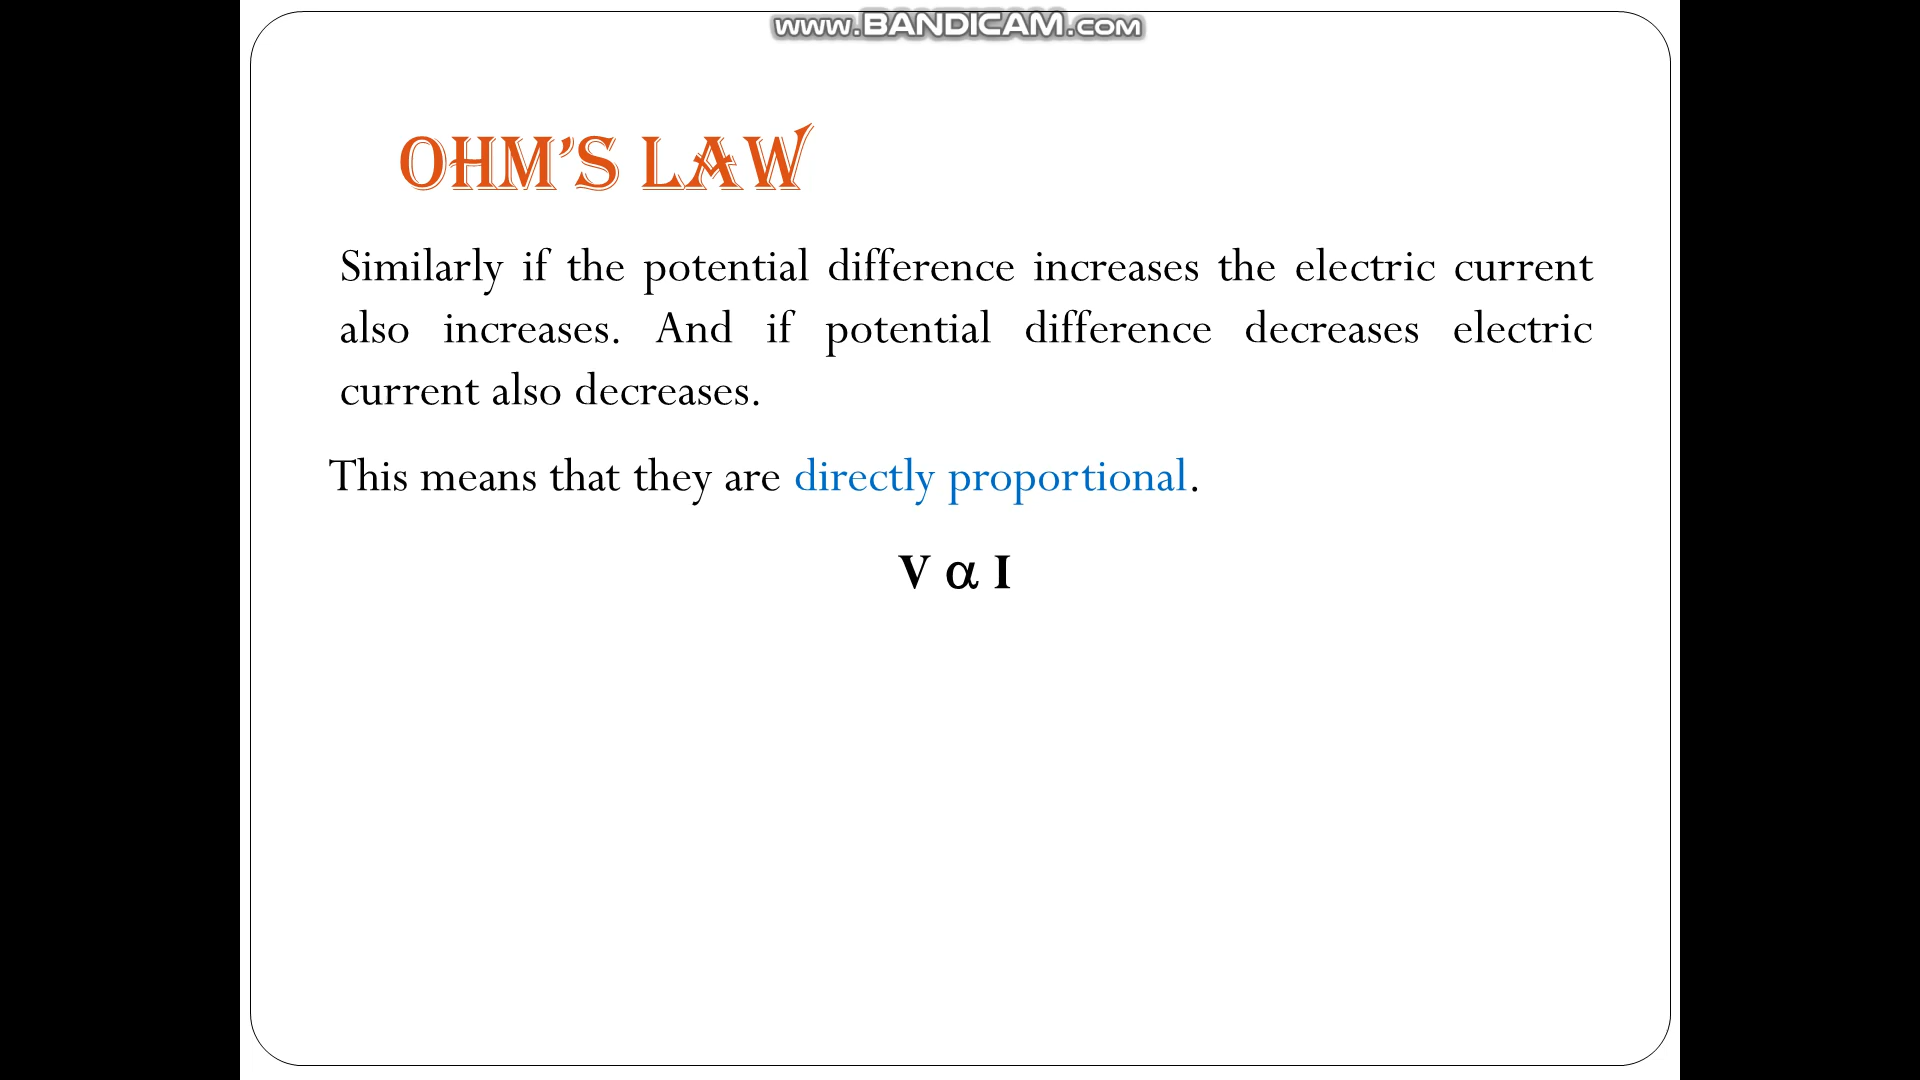 www.BANDICAM.com
OHM'S LAW
Similarly if the potential difference increases the electric current
also increases. And if potential difference decreases electric
current also decreases.
This means that they are directly proportional.
V α I